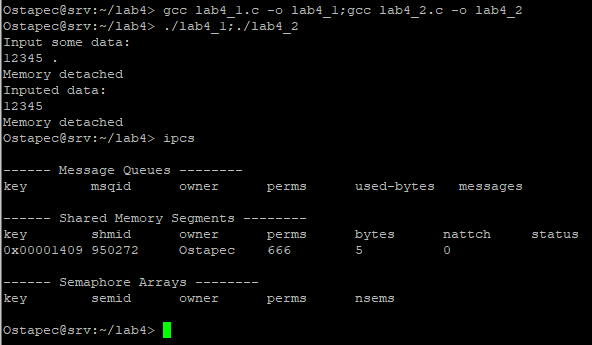 Ostapec@srv:~/lab4> gcc lab4_1.c -o lab4_1;gcc lab4_2.c -o lab4_2
Ostapec@srv:~/lab4> ./lab4_1;./lab4_2
Input some data:
12345 .
Memory detached
Inputed data:
12345
Memory detached
Ostapec@srv:~/lab4> ipcs
------ Message Queues --------
key msqid owner perms used-bytes messages
------ Shared Memory Segments --------
key shmid owner perms bytes nattch status
0x00001409 950272 Ostapec 666 5 0
------ Semaphore Arrays --------
key semid owner perms nsems
Ostapec@srv:~/lab4>